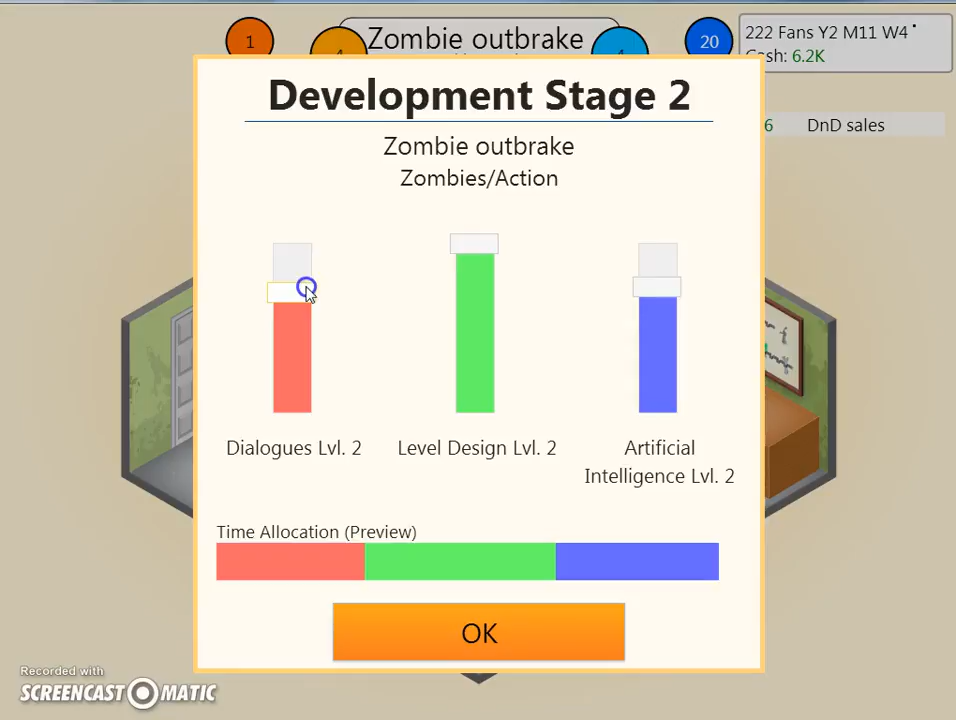 1
4
Zombie outbrake
4
20
222 Fans Y2 M11 W4
Cash: 6.2K
6 DnD sales
Development Stage 2
Zombie outbrake
Zombies/Action
Dialogues Lvl. 2
Level Design Lvl. 2
Artificial
Intelligence Lvl. 2
Time Allocation (Preview)
OK
Recorded with
SCREENCAST-O-MATIC